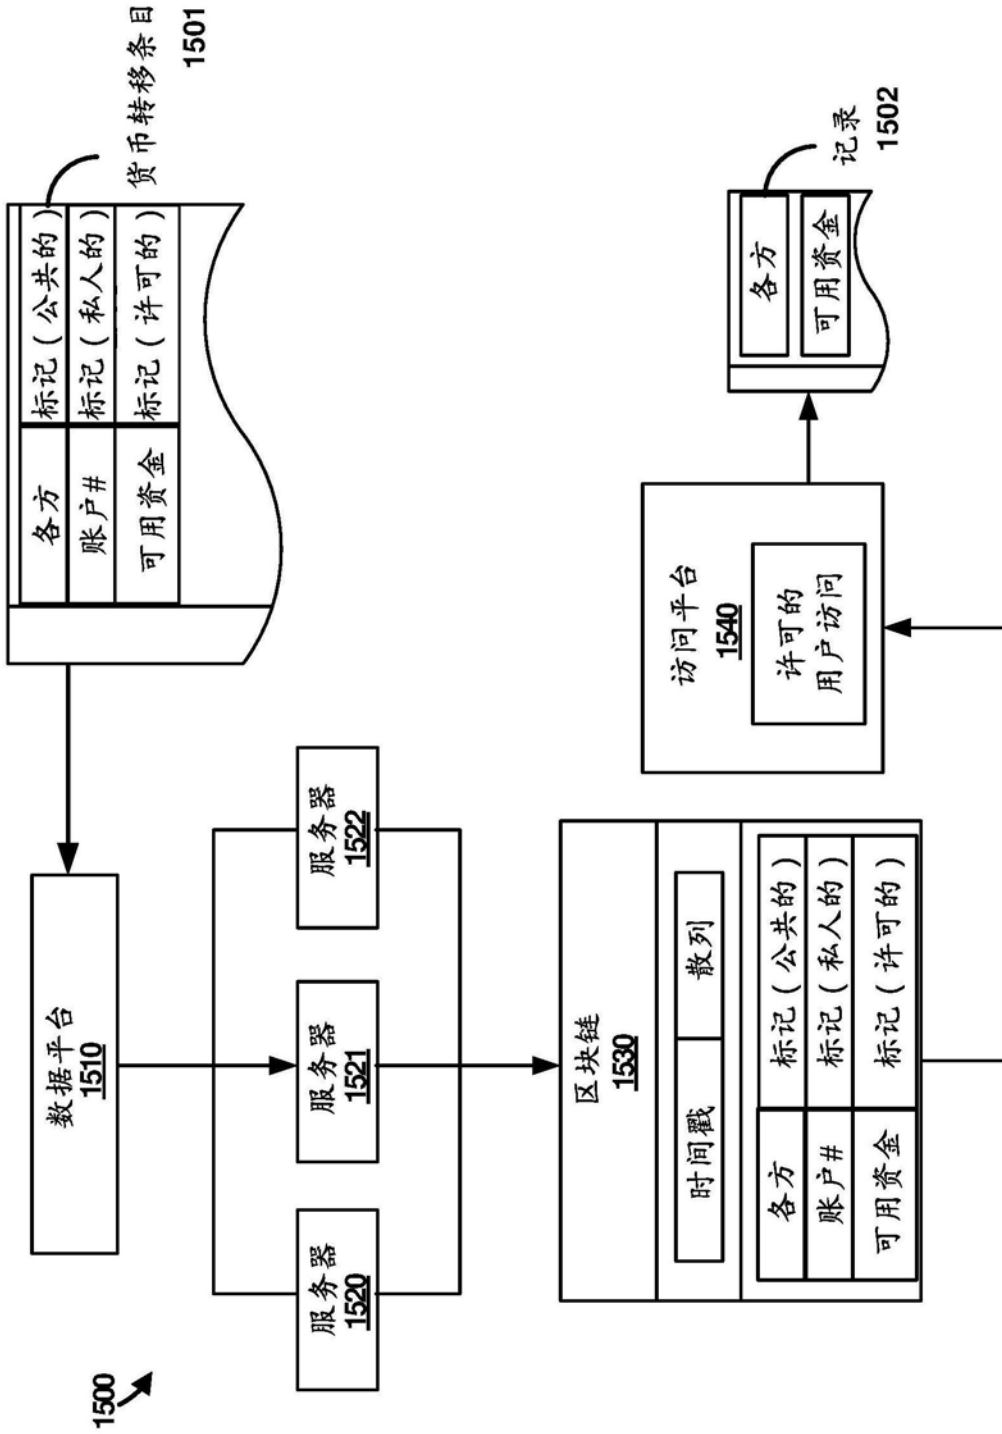 1500
数据平台
1510
各方
标记(公共的)
账户#
标记(私人的)
可用资金
标记(许可的)
货币转移条目
1501
服务器
1520
服务器
1521
服务器
1522
区块链
1530
时间戳
散列
各方
标记(公共的)
账户#
标记(私人的)
可用资金
标记(许可的)
访问平台
1540
许可的
用户访问
各方
可用资金
记录
1502